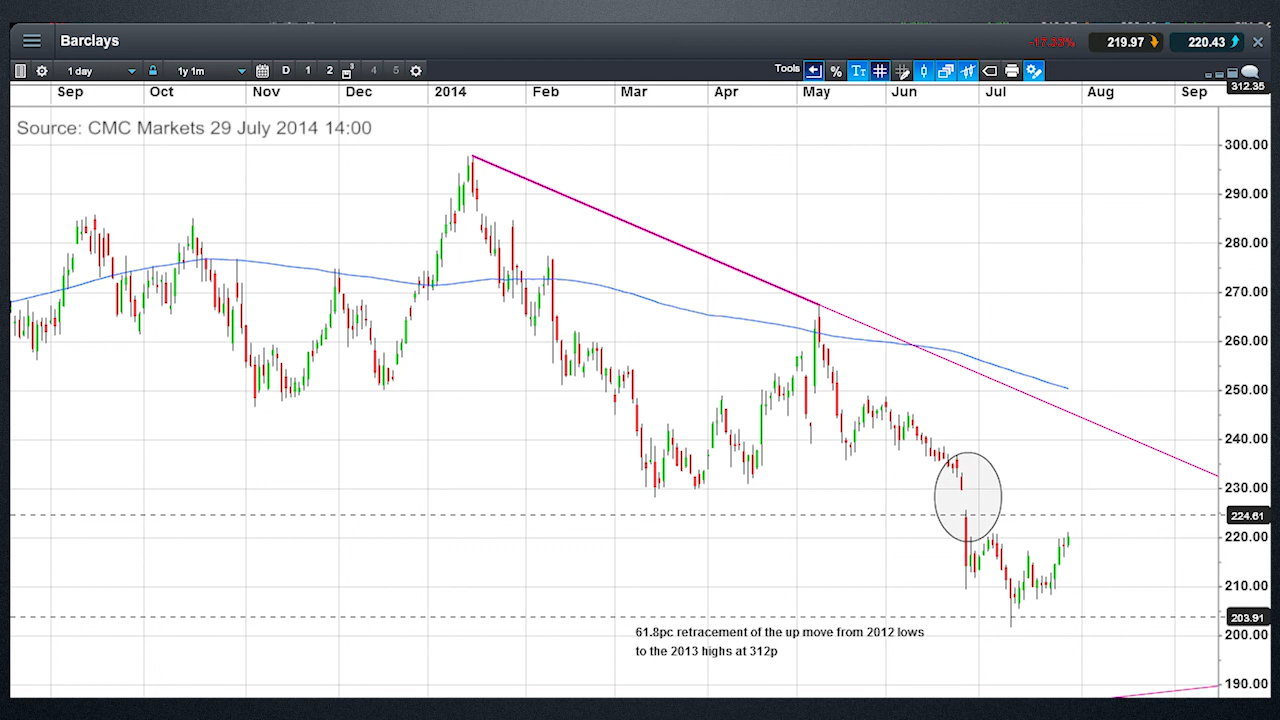 Barclays
-17.33%
219.97
220.43
1 day
1y 1m
D
1
2
3
4
5
Tools
%
312.35
Sep
Oct
Nov
Dec
2014
Feb
Mar
Apr
May
Jun
Jul
Aug
Sep
Source: CMC Markets 29 July 2014 14:00
300.00
290.00
280.00
270.00
260.00
250.00
240.00
230.00
224.61
220.00
210.00
203.91
200.00
190.00
61.8pc retracement of the up move from 2012 lows
to the 2013 highs at 312p